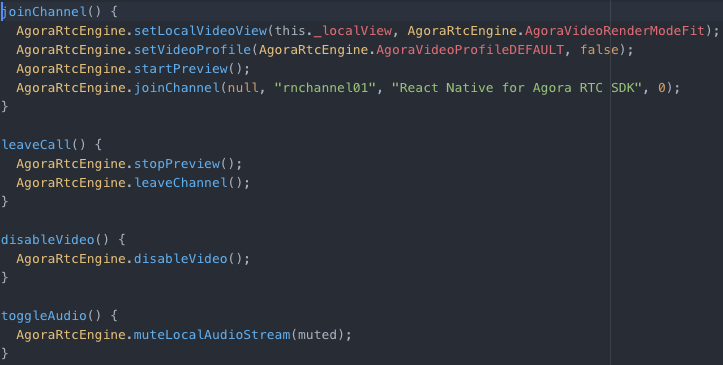 joinChannel() {
  AgoraRtcEngine.setLocalVideoView(this._localView, AgoraRtcEngine.AgoraVideoRenderModeFit);
  AgoraRtcEngine.setVideoProfile(AgoraRtcEngine.AgoraVideoProfileDEFAULT, false);
  AgoraRtcEngine.startPreview();
  AgoraRtcEngine.joinChannel(null, "rnchannel01", "React Native for Agora RTC SDK", 0);
}

leaveCall() {
  AgoraRtcEngine.stopPreview();
  AgoraRtcEngine.leaveChannel();
}

disableVideo() {
  AgoraRtcEngine.disableVideo();
}

toggleAudio() {
  AgoraRtcEngine.muteLocalAudioStream(muted);
}